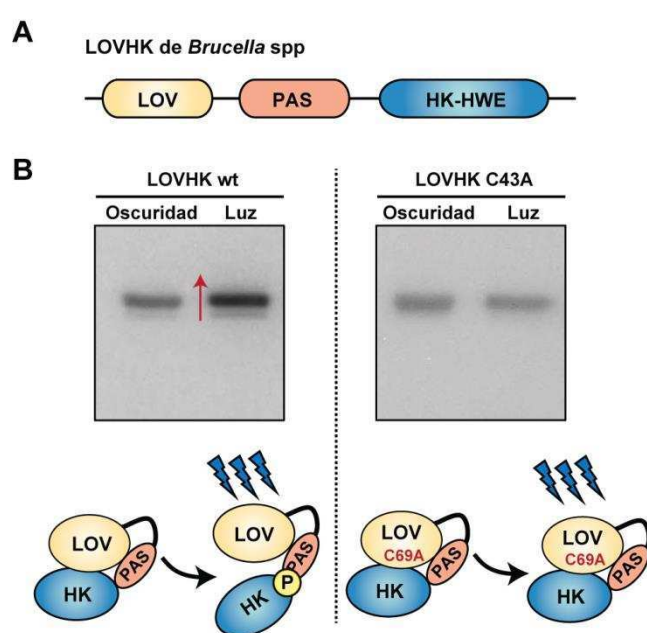 A
LOVHK de Brucella spp
LOV PAS HK-HWE
B
LOVHK wt
Oscuridad Luz
LOVHK C43A
Oscuridad Luz
LOV
PAS
HK
LOV
PAS
P
HK
LOV
C69A
PAS
HK
LOV
C69A
PAS
HK